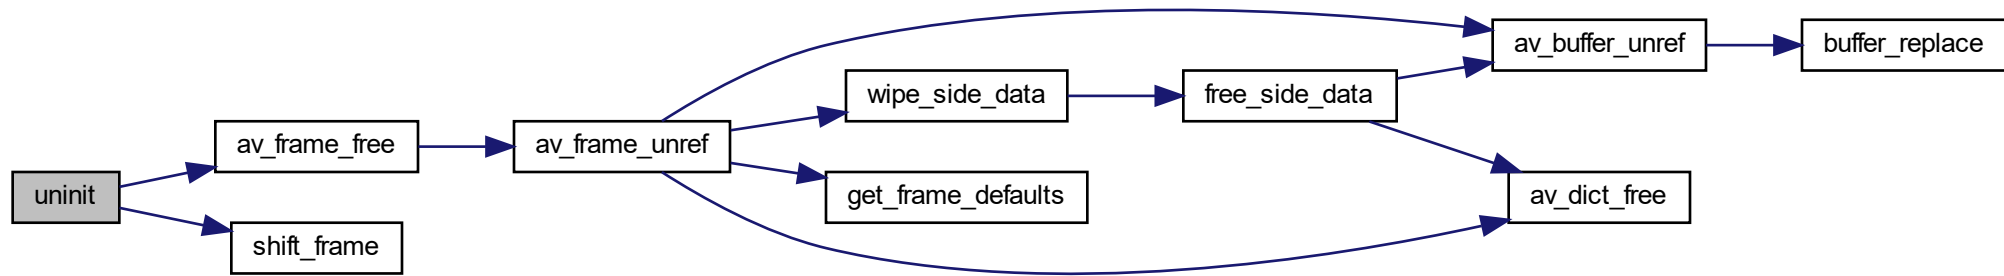 uninit
av_frame_free
shift_frame
av_frame_unref
wipe_side_data
get_frame_defaults
free_side_data
av_buffer_unref
av_dict_free
buffer_replace